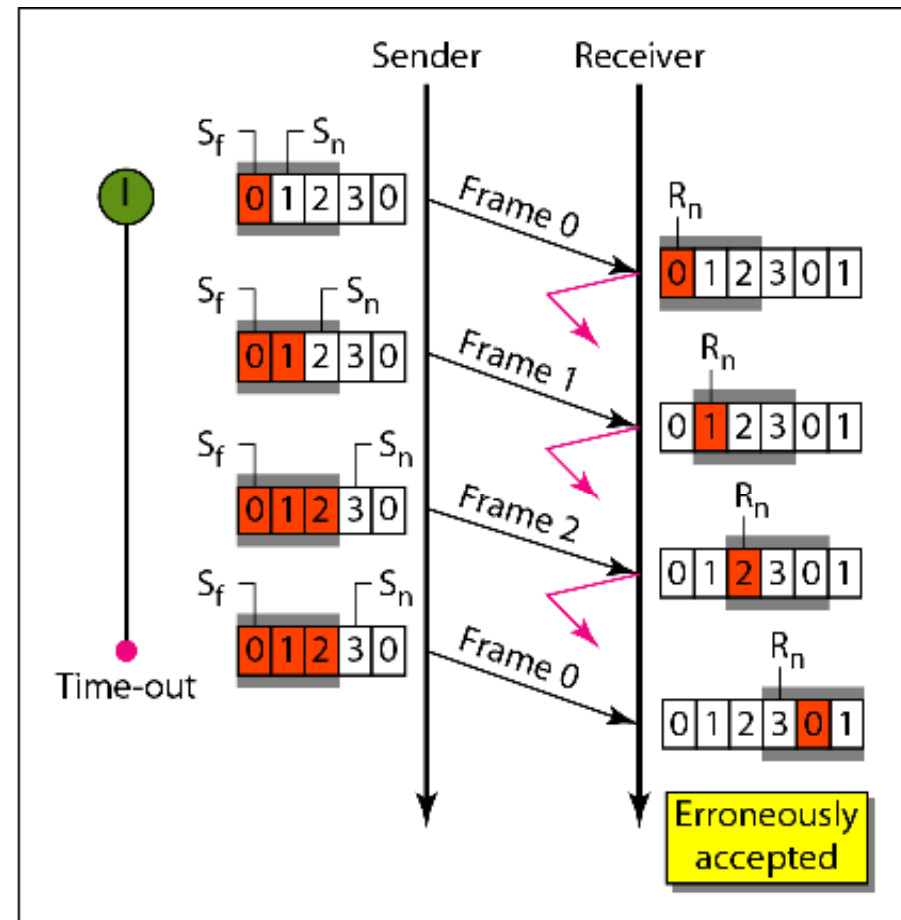 Sender Receiver
Sf Sn
0 1 2 3 0
Frame 0
Rn
0 1 2 3 0 1
Sf Sn
0 1 2 3 0
Frame 1
Rn
0 1 2 3 0 1
Sf Sn
0 1 2 3 0
Frame 2
Rn
0 1 2 3 0 1
Sf Sn
0 1 2 3 0
Time-out
Frame 0
Rn
0 1 2 3 0 1
Erroneously
accepted